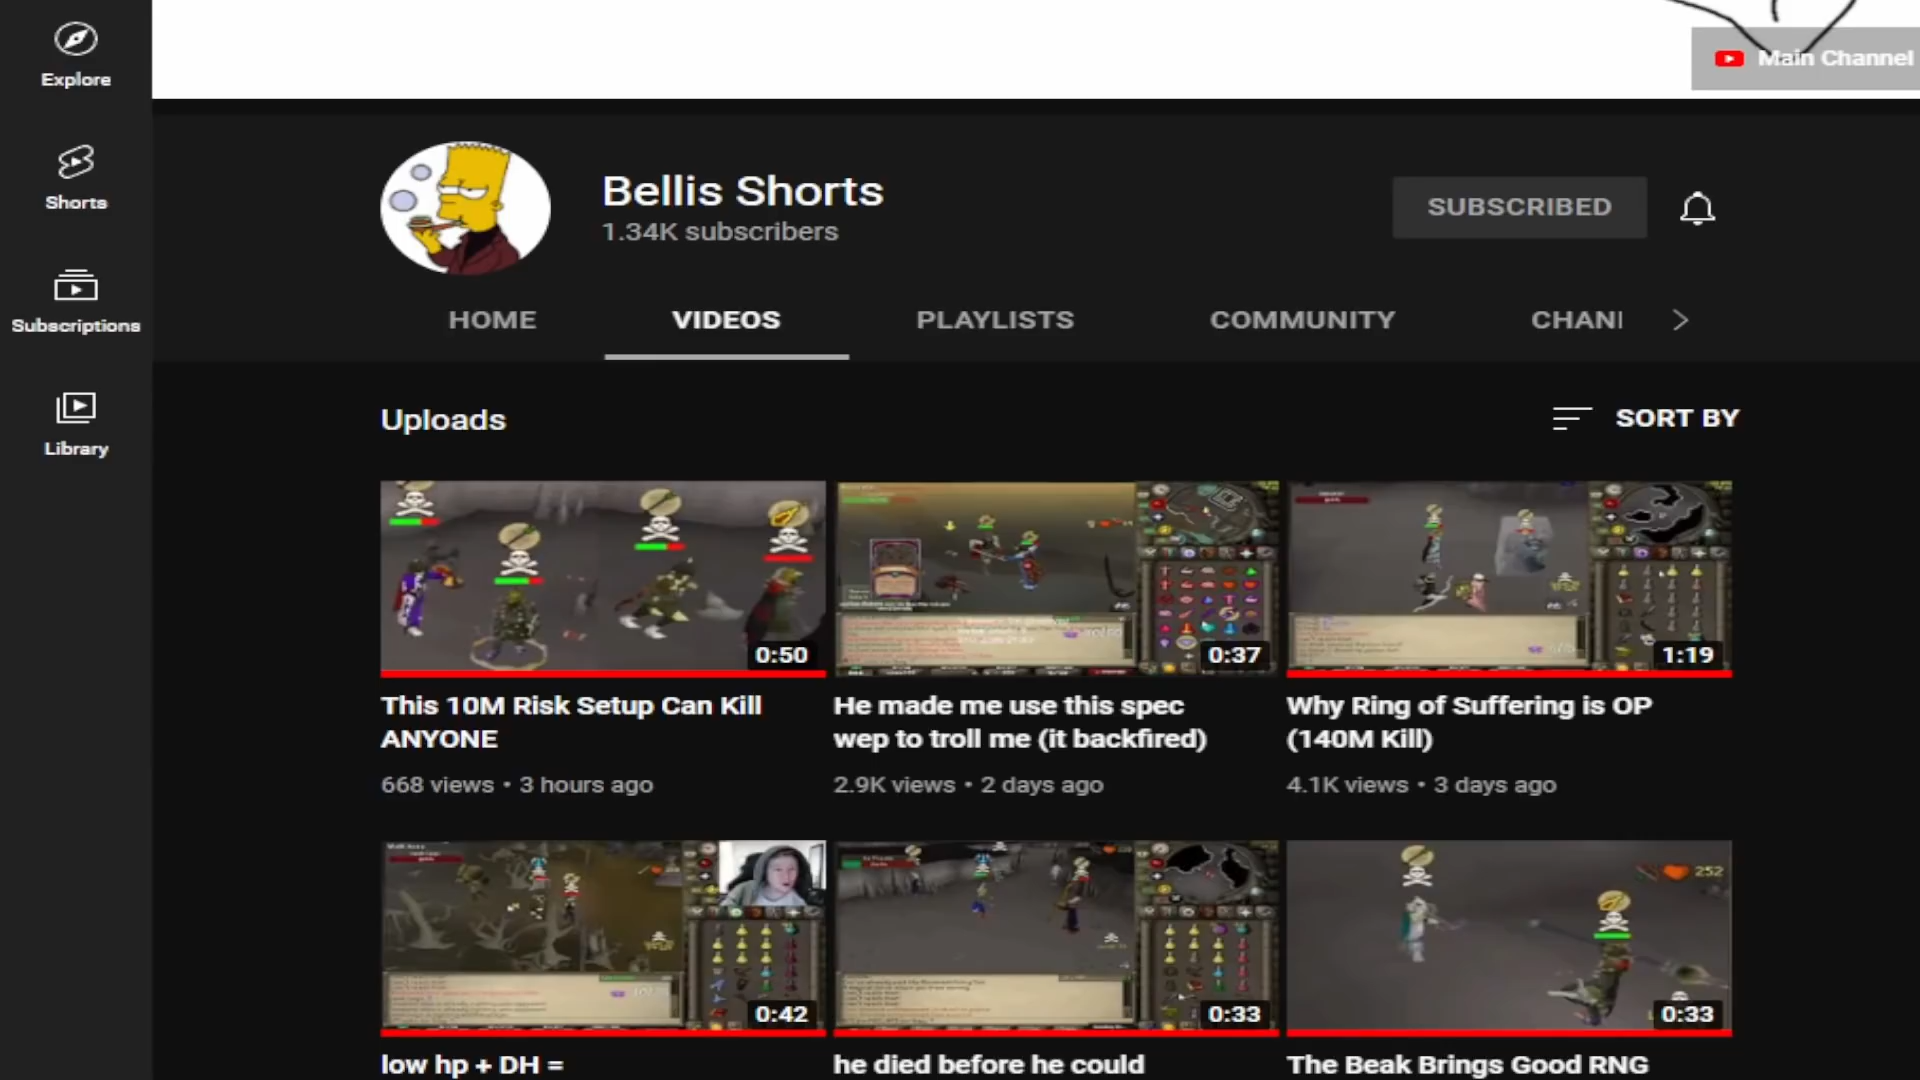 Explore
Main Channel
Shorts
Bellis Shorts
1.34K subscribers
SUBSCRIBED
Subscriptions
HOME
VIDEOS
PLAYLISTS
COMMUNITY
CHAN
Library
Uploads
SORT BY
0:50
0:37
1:19
This 10M Risk Setup Can Kill
ANYONE
668 views • 3 hours ago
He made me use this spec
wep to troll me (it backfired)
2.9K views • 2 days ago
Why Ring of Suffering is OP
(140M Kill)
4.1K views • 3 days ago
252
0:42
0:33
0:33
low hp + DH =
he died before he could
The Beak Brings Good RNG